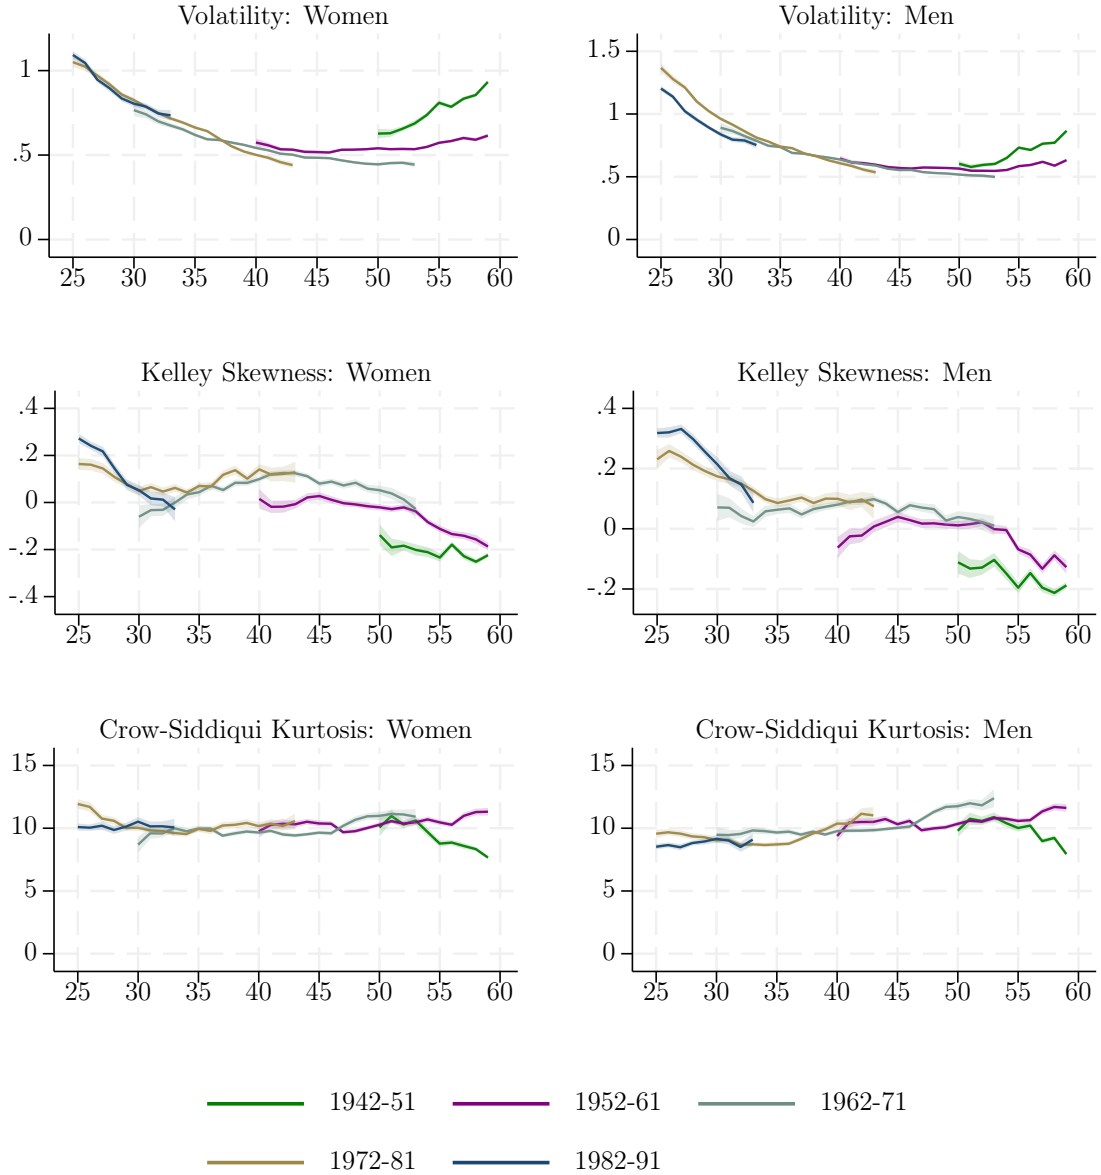 Volatility: Women
1
.5
0
25 30 35 40 45 50 55 60
Volatility: Men
1.5
1
.5
0
25 30 35 40 45 50 55 60
Kelley Skewness: Women
.4
.2
0
-.2
-.4
25 30 35 40 45 50 55 60
Kelley Skewness: Men
.4
.2
0
-.2
25 30 35 40 45 50 55 60
Crow-Siddiqui Kurtosis: Women
15
10
5
0
25 30 35 40 45 50 55 60
Crow-Siddiqui Kurtosis: Men
15
10
5
0
25 30 35 40 45 50 55 60
1942-51 1952-61 1962-71
1972-81 1982-91